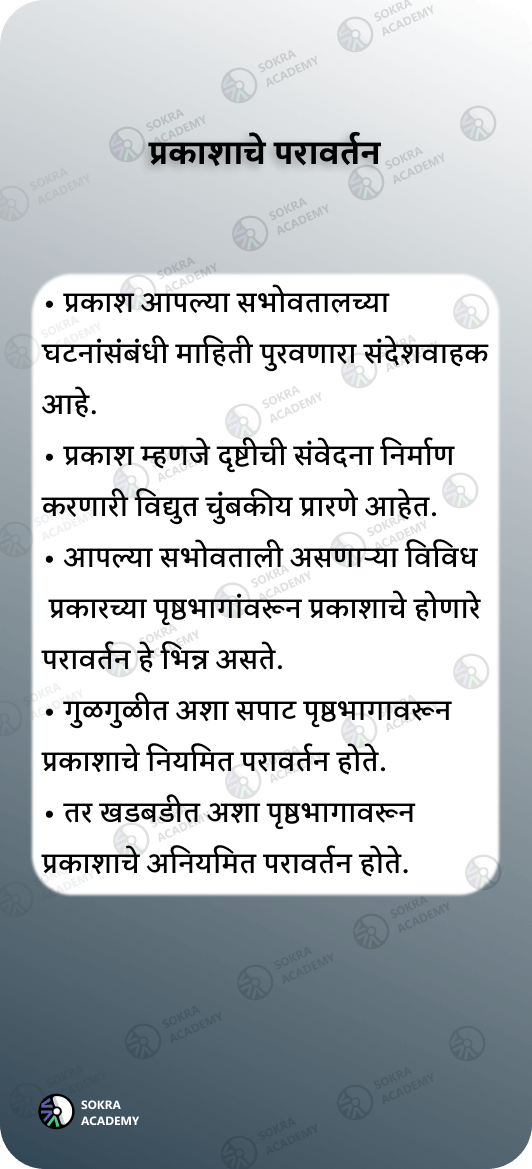 प्रकाशाचे परावर्तन
• प्रकाश आपल्या सभोवतालच्या
घटनांसंबंधी माहिती पुरवणारा संदेशवाहक
आहे.
• प्रकाश म्हणजे दृष्टीची संवेदना निर्माण
करणारी विद्युत चुंबकीय प्रारणे आहेत.
• आपल्या सभोवताली असणाऱ्या विविध
प्रकारच्या पृष्ठभागांवरून प्रकाशाचे होणारे
परावर्तन हे भिन्न असते.
• गुळगुळीत अशा सपाट पृष्ठभागावरून
प्रकाशाचे नियमित परावर्तन होते.
• तर खडबडीत अशा पृष्ठभागावरून
प्रकाशाचे अनियमित परावर्तन होते.
SOKRA
ACADEMY